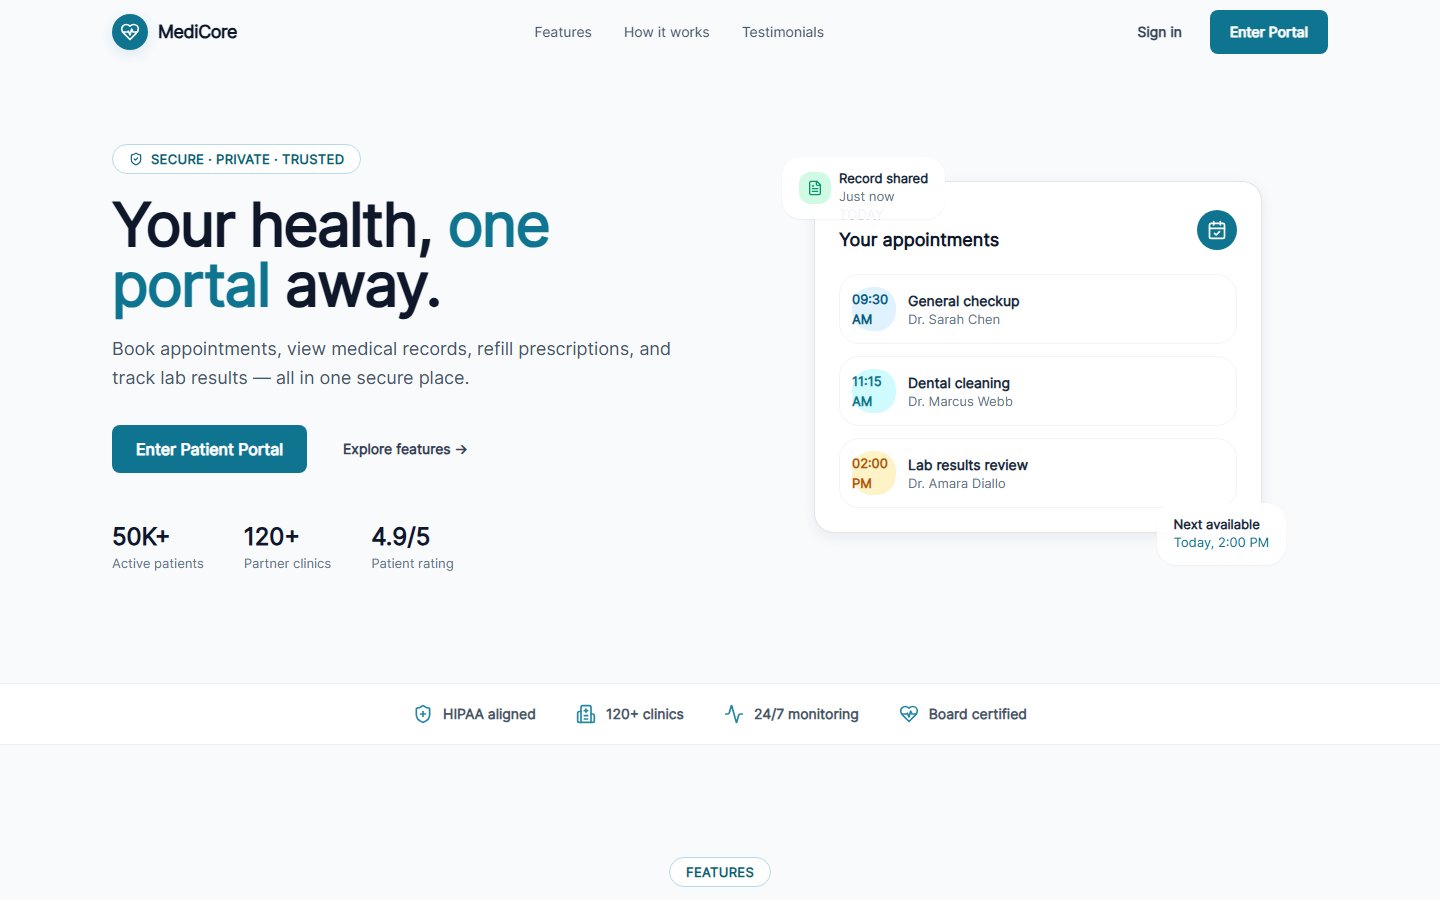 MediCore
Features
How it works
Testimonials
Sign in
Enter Portal
SECURE · PRIVATE · TRUSTED
Your health, one
portal away.
Book appointments, view medical records, refill prescriptions, and
track lab results — all in one secure place.
Enter Patient Portal
Explore features →
50K+
Active patients
120+
Partner clinics
4.9/5
Patient rating
Record shared
Just now
TODAY
Your appointments
09:30
AM
General checkup
Dr. Sarah Chen
11:15
AM
Dental cleaning
Dr. Marcus Webb
02:00
PM
Lab results review
Dr. Amara Diallo
Next available
Today, 2:00 PM
HIPAA aligned
120+ clinics
24/7 monitoring
Board certified
FEATURES